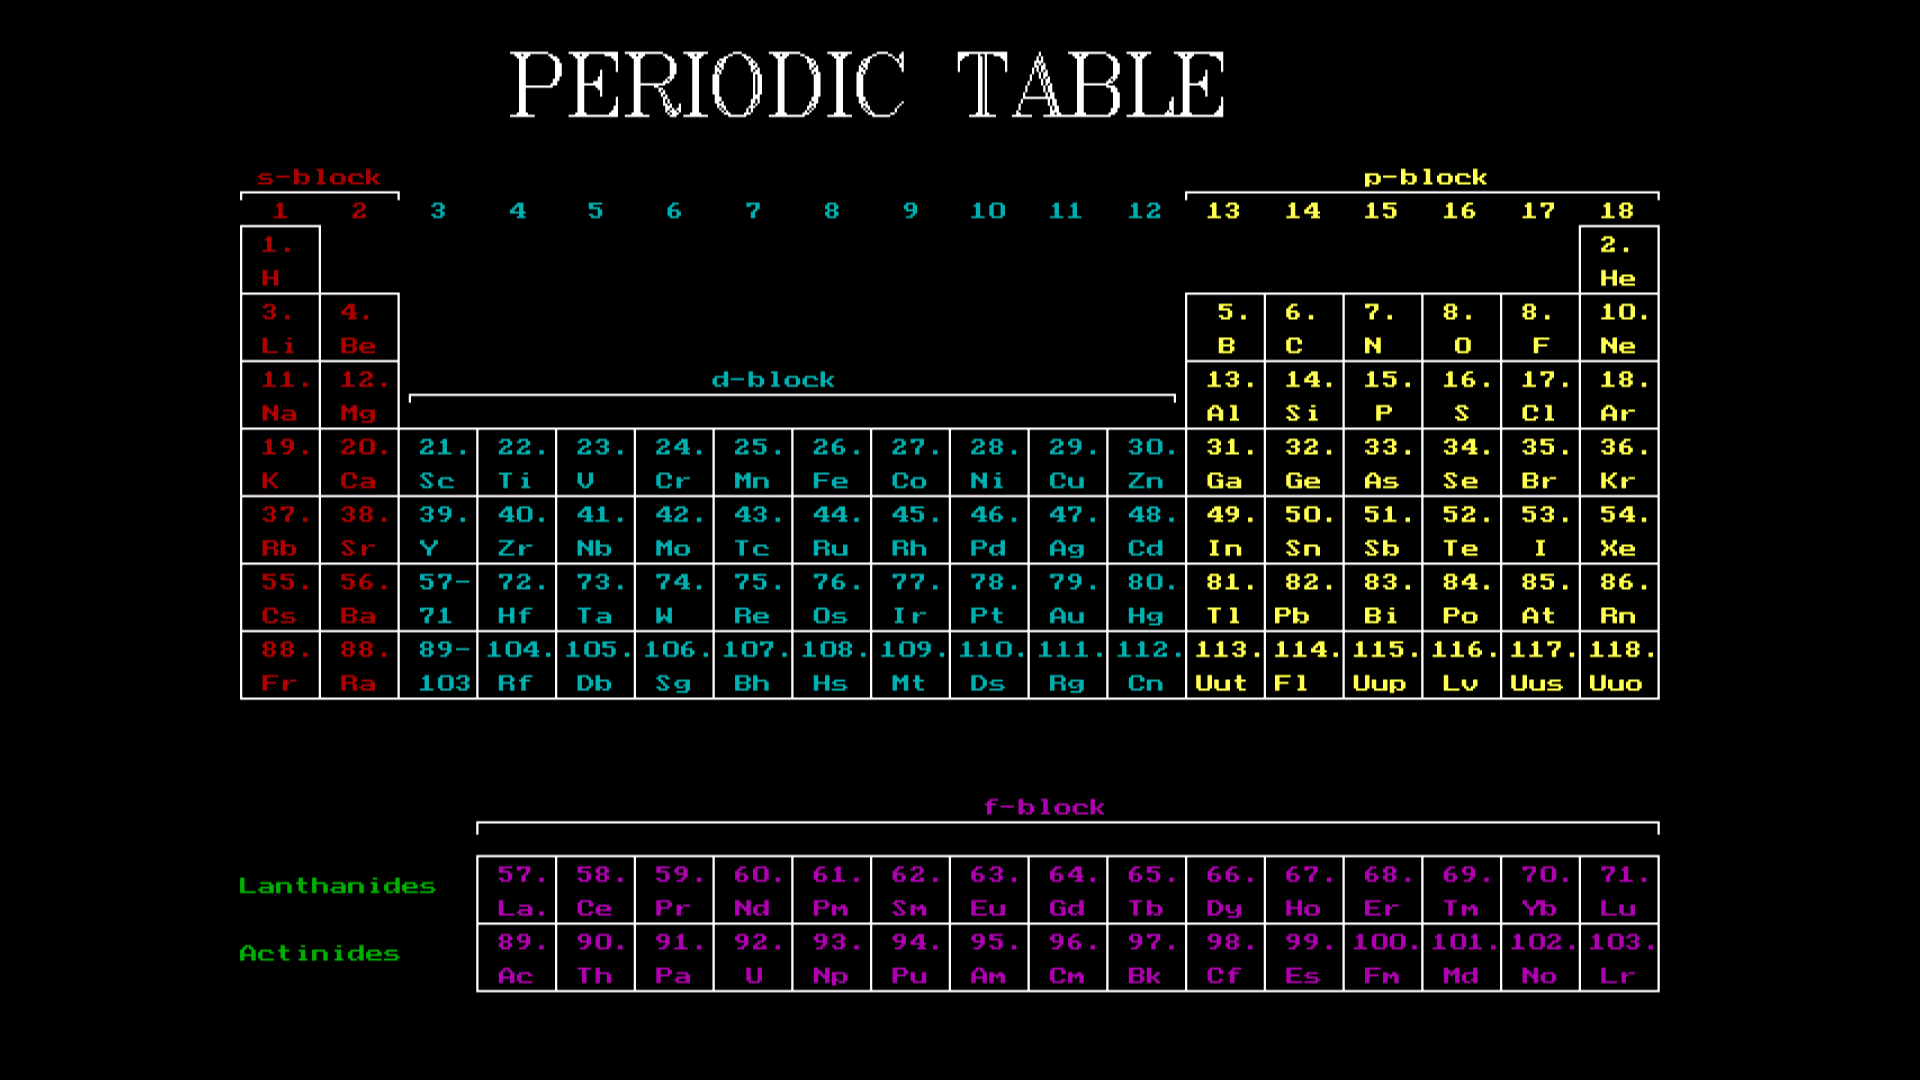 PERIODIC TABLE
s-block p-block
1 2 3 4 5 6 7 8 9 10 11 12 13 14 15 16 17 18
1. 2.
H He
3. 4. 5. 6. 7. 8. 8. 10.
Li Be B C N O F Ne
11. 12. d-block 13. 14. 15. 16. 17. 18.
Na Mg Al Si P S Cl Ar
19. 20. 21. 22. 23. 24. 25. 26. 27. 28. 29. 30. 31. 32. 33. 34. 35. 36.
K Ca Sc Ti V Cr Mn Fe Co Ni Cu Zn Ga Ge As Se Br Kr
37. 38. 39. 40. 41. 42. 43. 44. 45. 46. 47. 48. 49. 50. 51. 52. 53. 54.
Rb Sr Y Zr Nb Mo Tc Ru Rh Pd Ag Cd In Sn Sb Te I Xe
55. 56. 57- 72. 73. 74. 75. 76. 77. 78. 79. 80. 81. 82. 83. 84. 85. 86.
Cs Ba 71 Hf Ta W Re Os Ir Pt Au Hg Tl Pb Bi Po At Rn
88. 88. 89- 104. 105. 106. 107. 108. 109. 110. 111. 112. 113. 114. 115. 116. 117. 118.
Fr Ra 103 Rf Db Sg Bh Hs Mt Ds Rg Cn Uut Fl Uup Lv Uus Uuo
f-block
57. 58. 59. 60. 61. 62. 63. 64. 65. 66. 67. 68. 69. 70. 71.
Lanthanides
La. Ce Pr Nd Pm Sm Eu Gd Tb Dy Ho Er Tm Yb Lu
89. 90. 91. 92. 93. 94. 95. 96. 97. 98. 99. 100. 101. 102. 103.
Actinides
Ac Th Pa U Np Pu Am Cm Bk Cf Es Fm Md No Lr